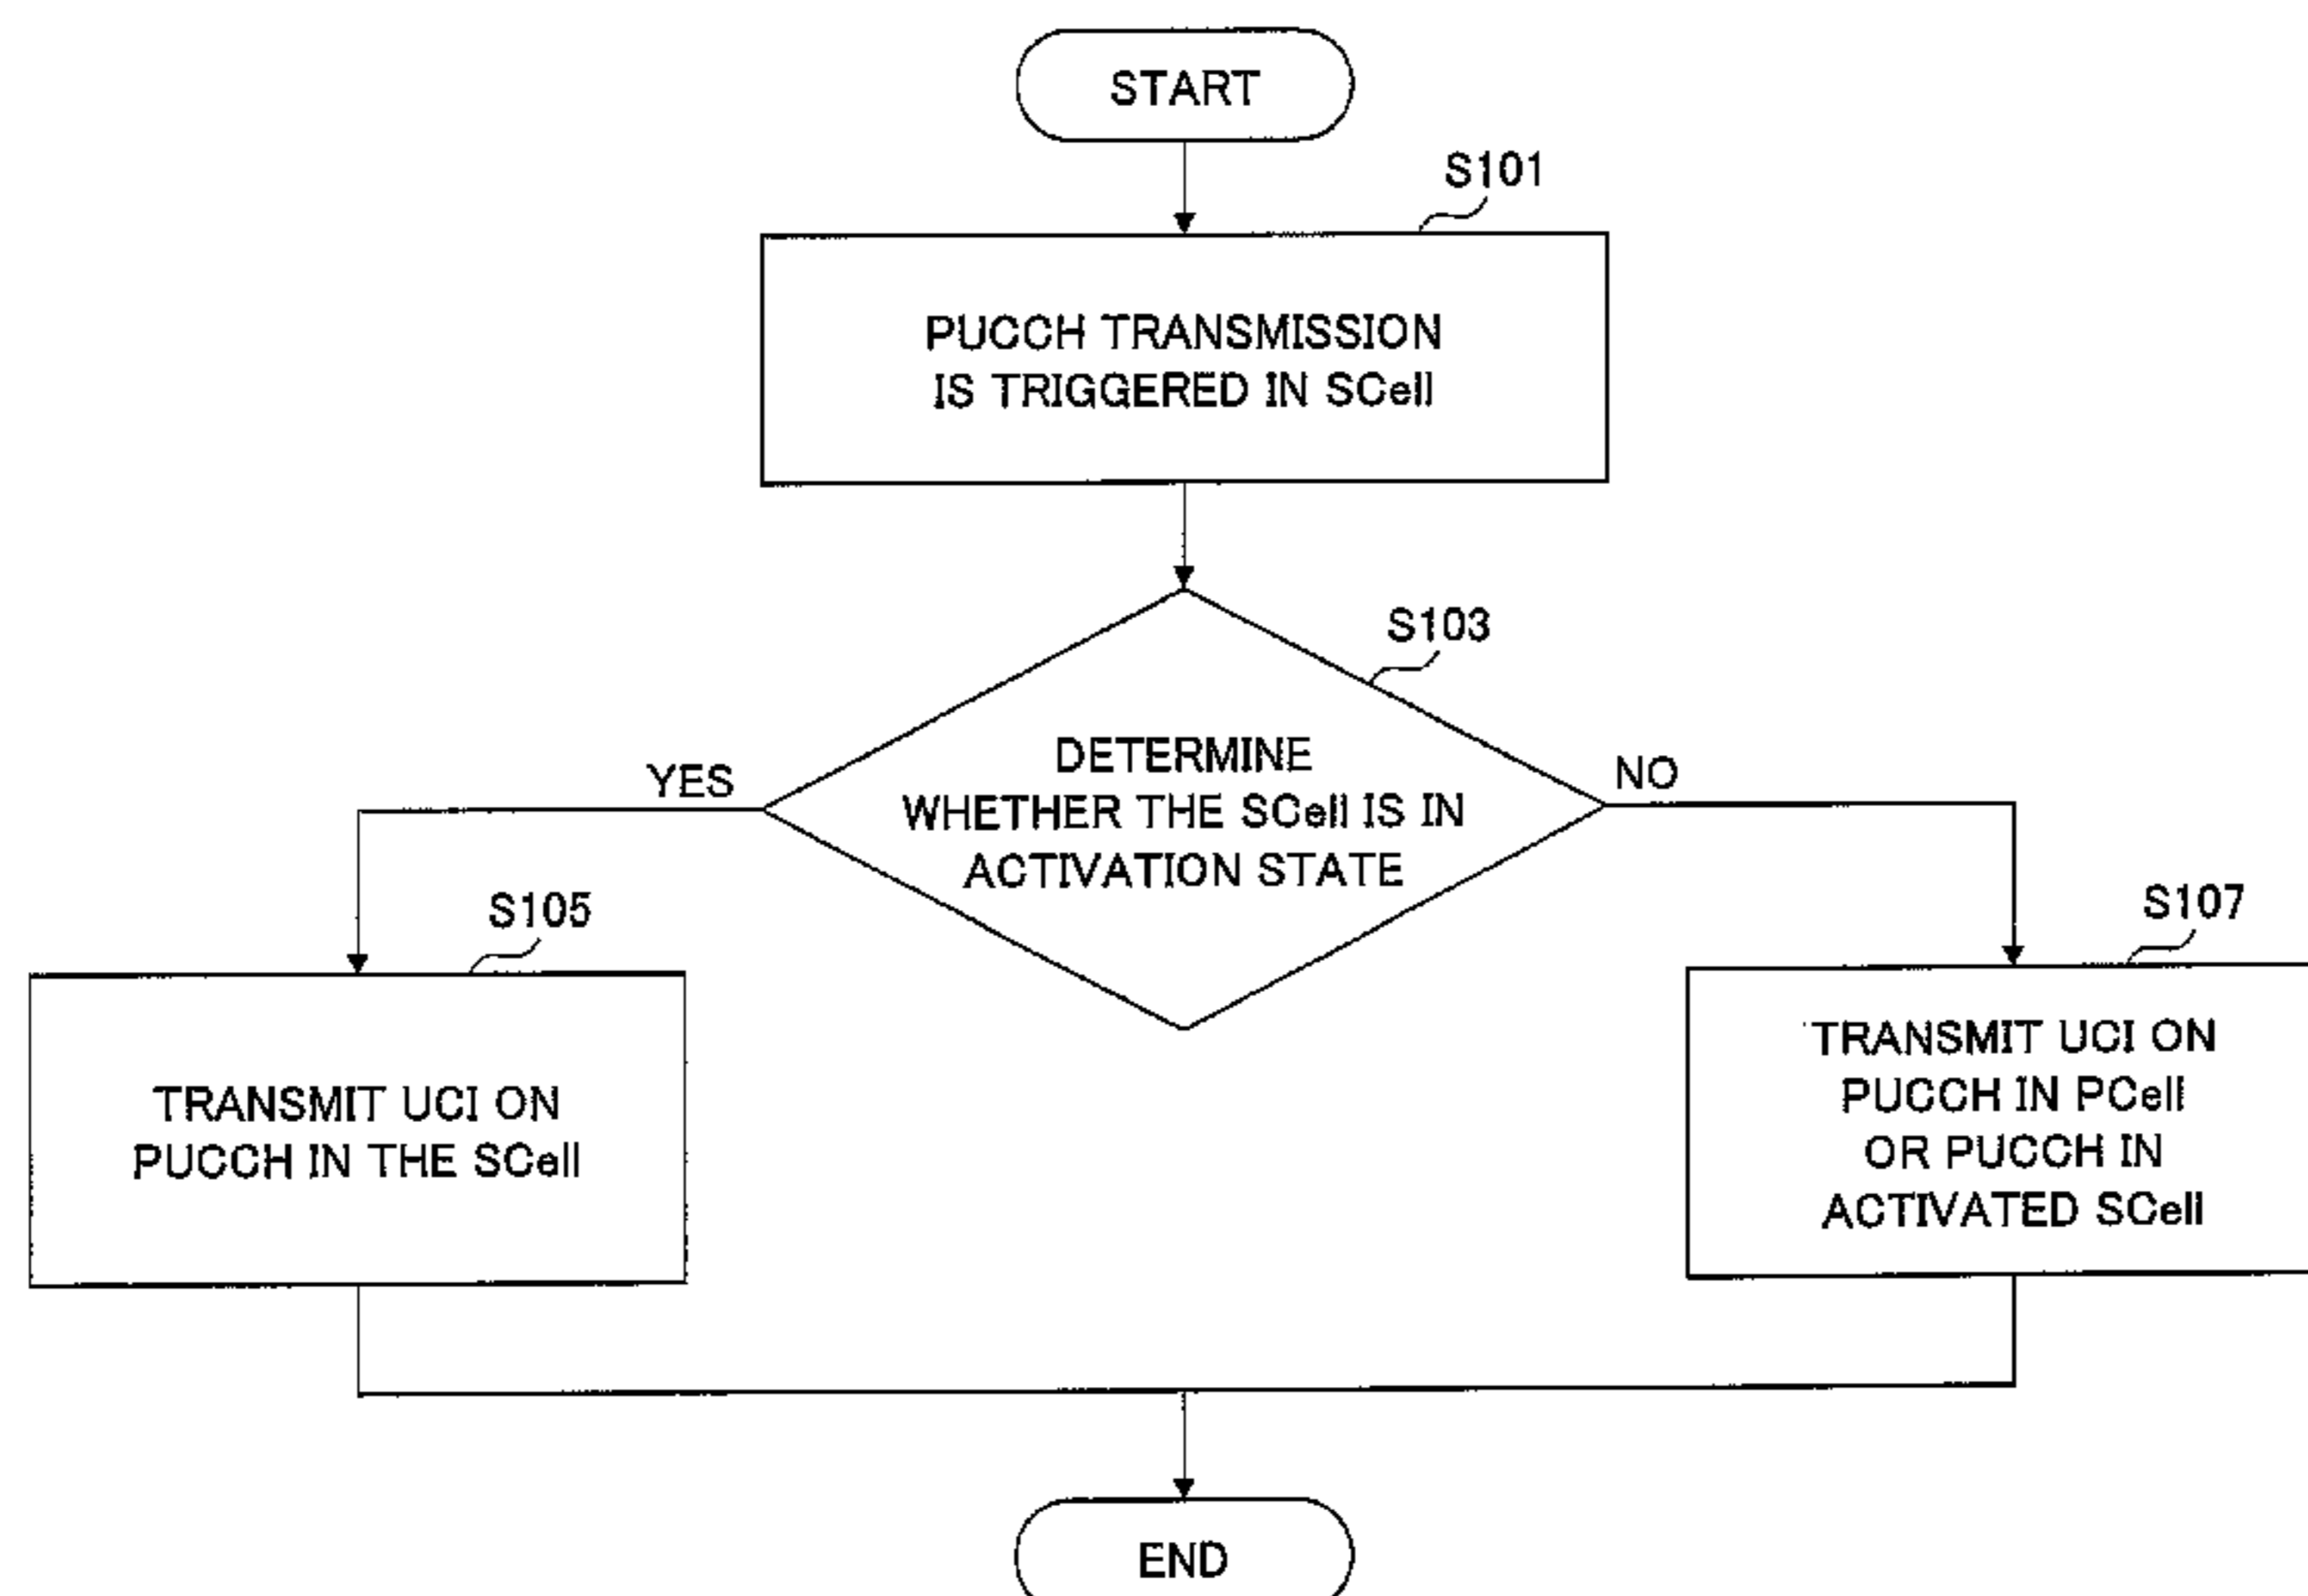 START
S101
PUCCH TRANSMISSION
IS TRIGGERED IN SCell
S103
DETERMINE
WHETHER THE SCell IS IN
ACTIVATION STATE
YES
NO
S105
TRANSMIT UCI ON
PUCCH IN THE SCell
S107
TRANSMIT UCI ON
PUCCH IN PCell
OR PUCCH IN
ACTIVATED SCell
END